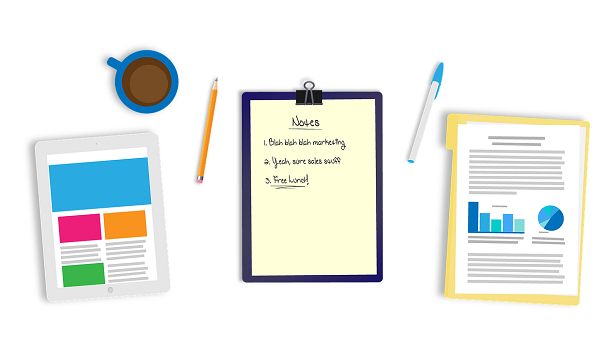 Notes
1. Blah blah blah marketing
2. Yeah, sure sales stuff
3. Free Lunch!